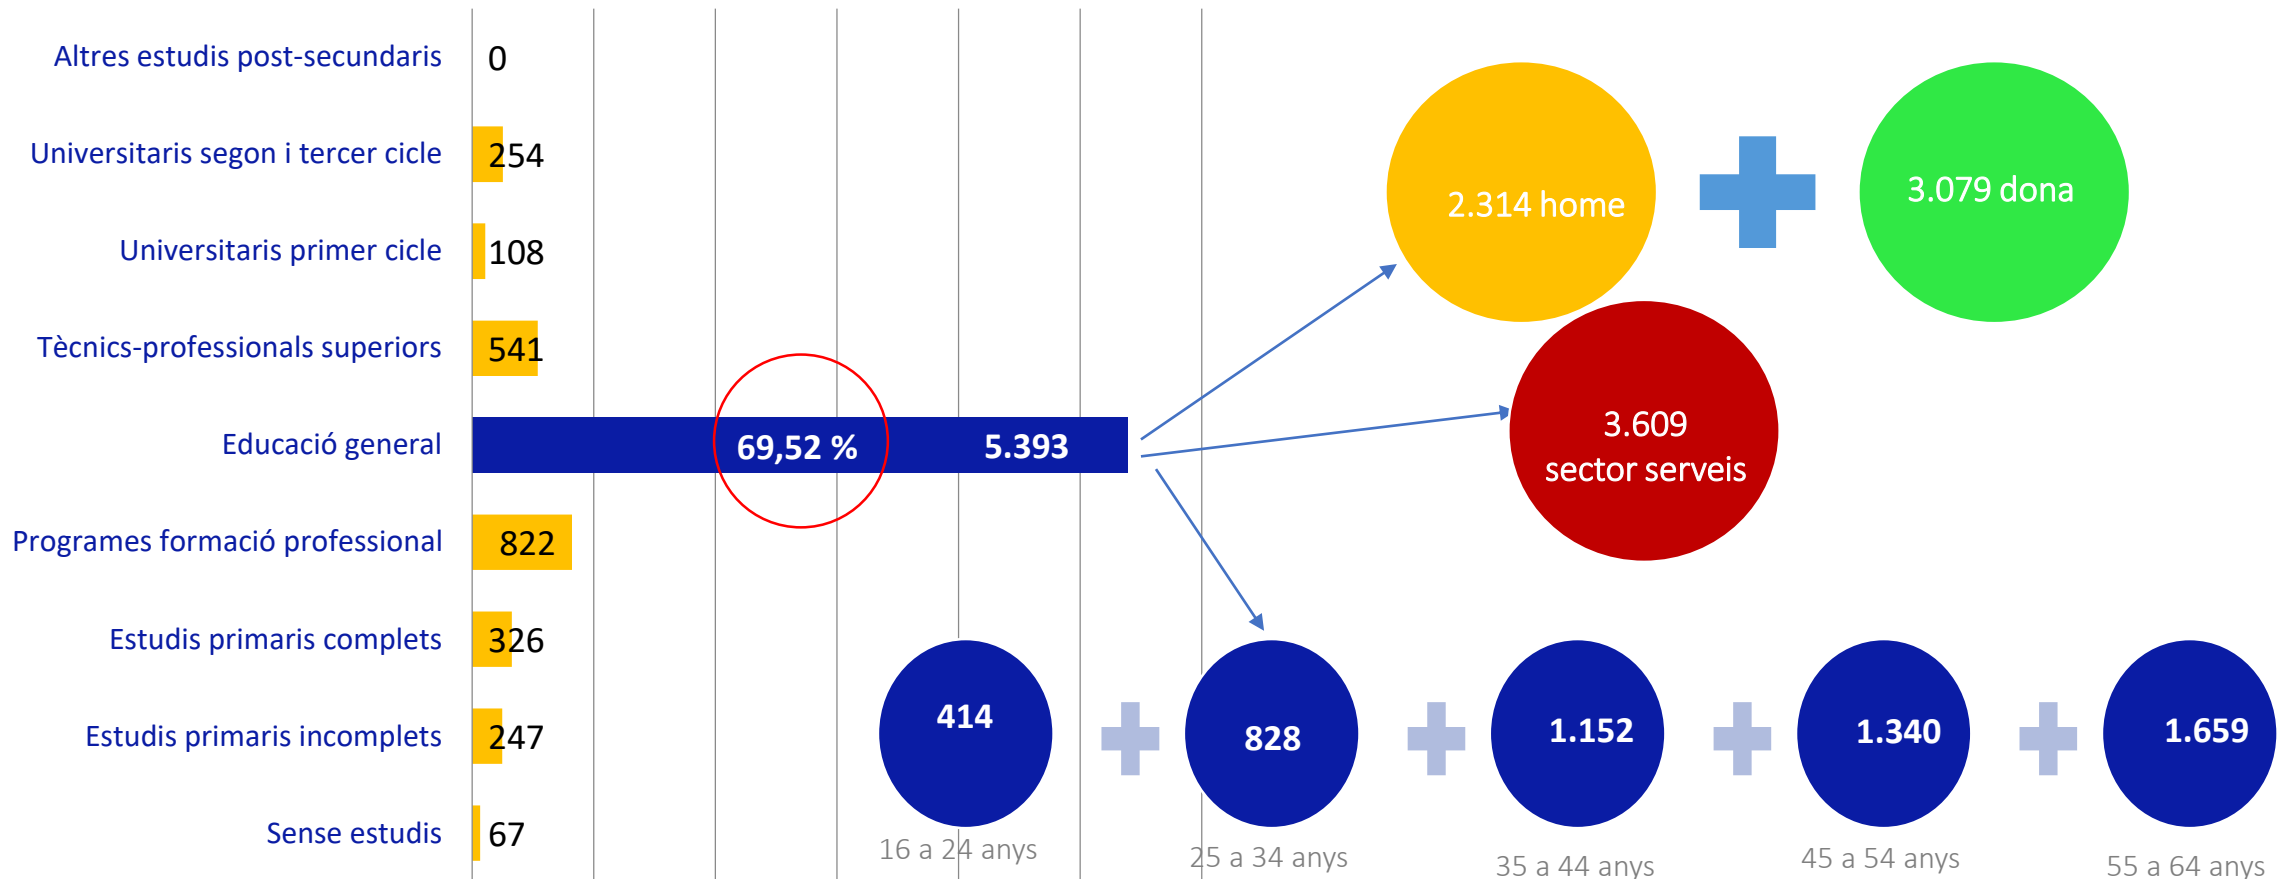 Altres estudis post-secundaris
0
Universitaris segon i tercer cicle
254
Universitaris primer cicle
108
Tècnics-professionals superiors
541
Educació general
69,52 %
5.393
Programes formació professional
822
Estudis primaris complets
326
Estudis primaris incomplets
247
Sense estudis
67
2.314 home
3.079 dona
3.609
sector serveis
414
828
1.152
1.340
1.659
16 a 24 anys
25 a 34 anys
35 a 44 anys
45 a 54 anys
55 a 64 anys